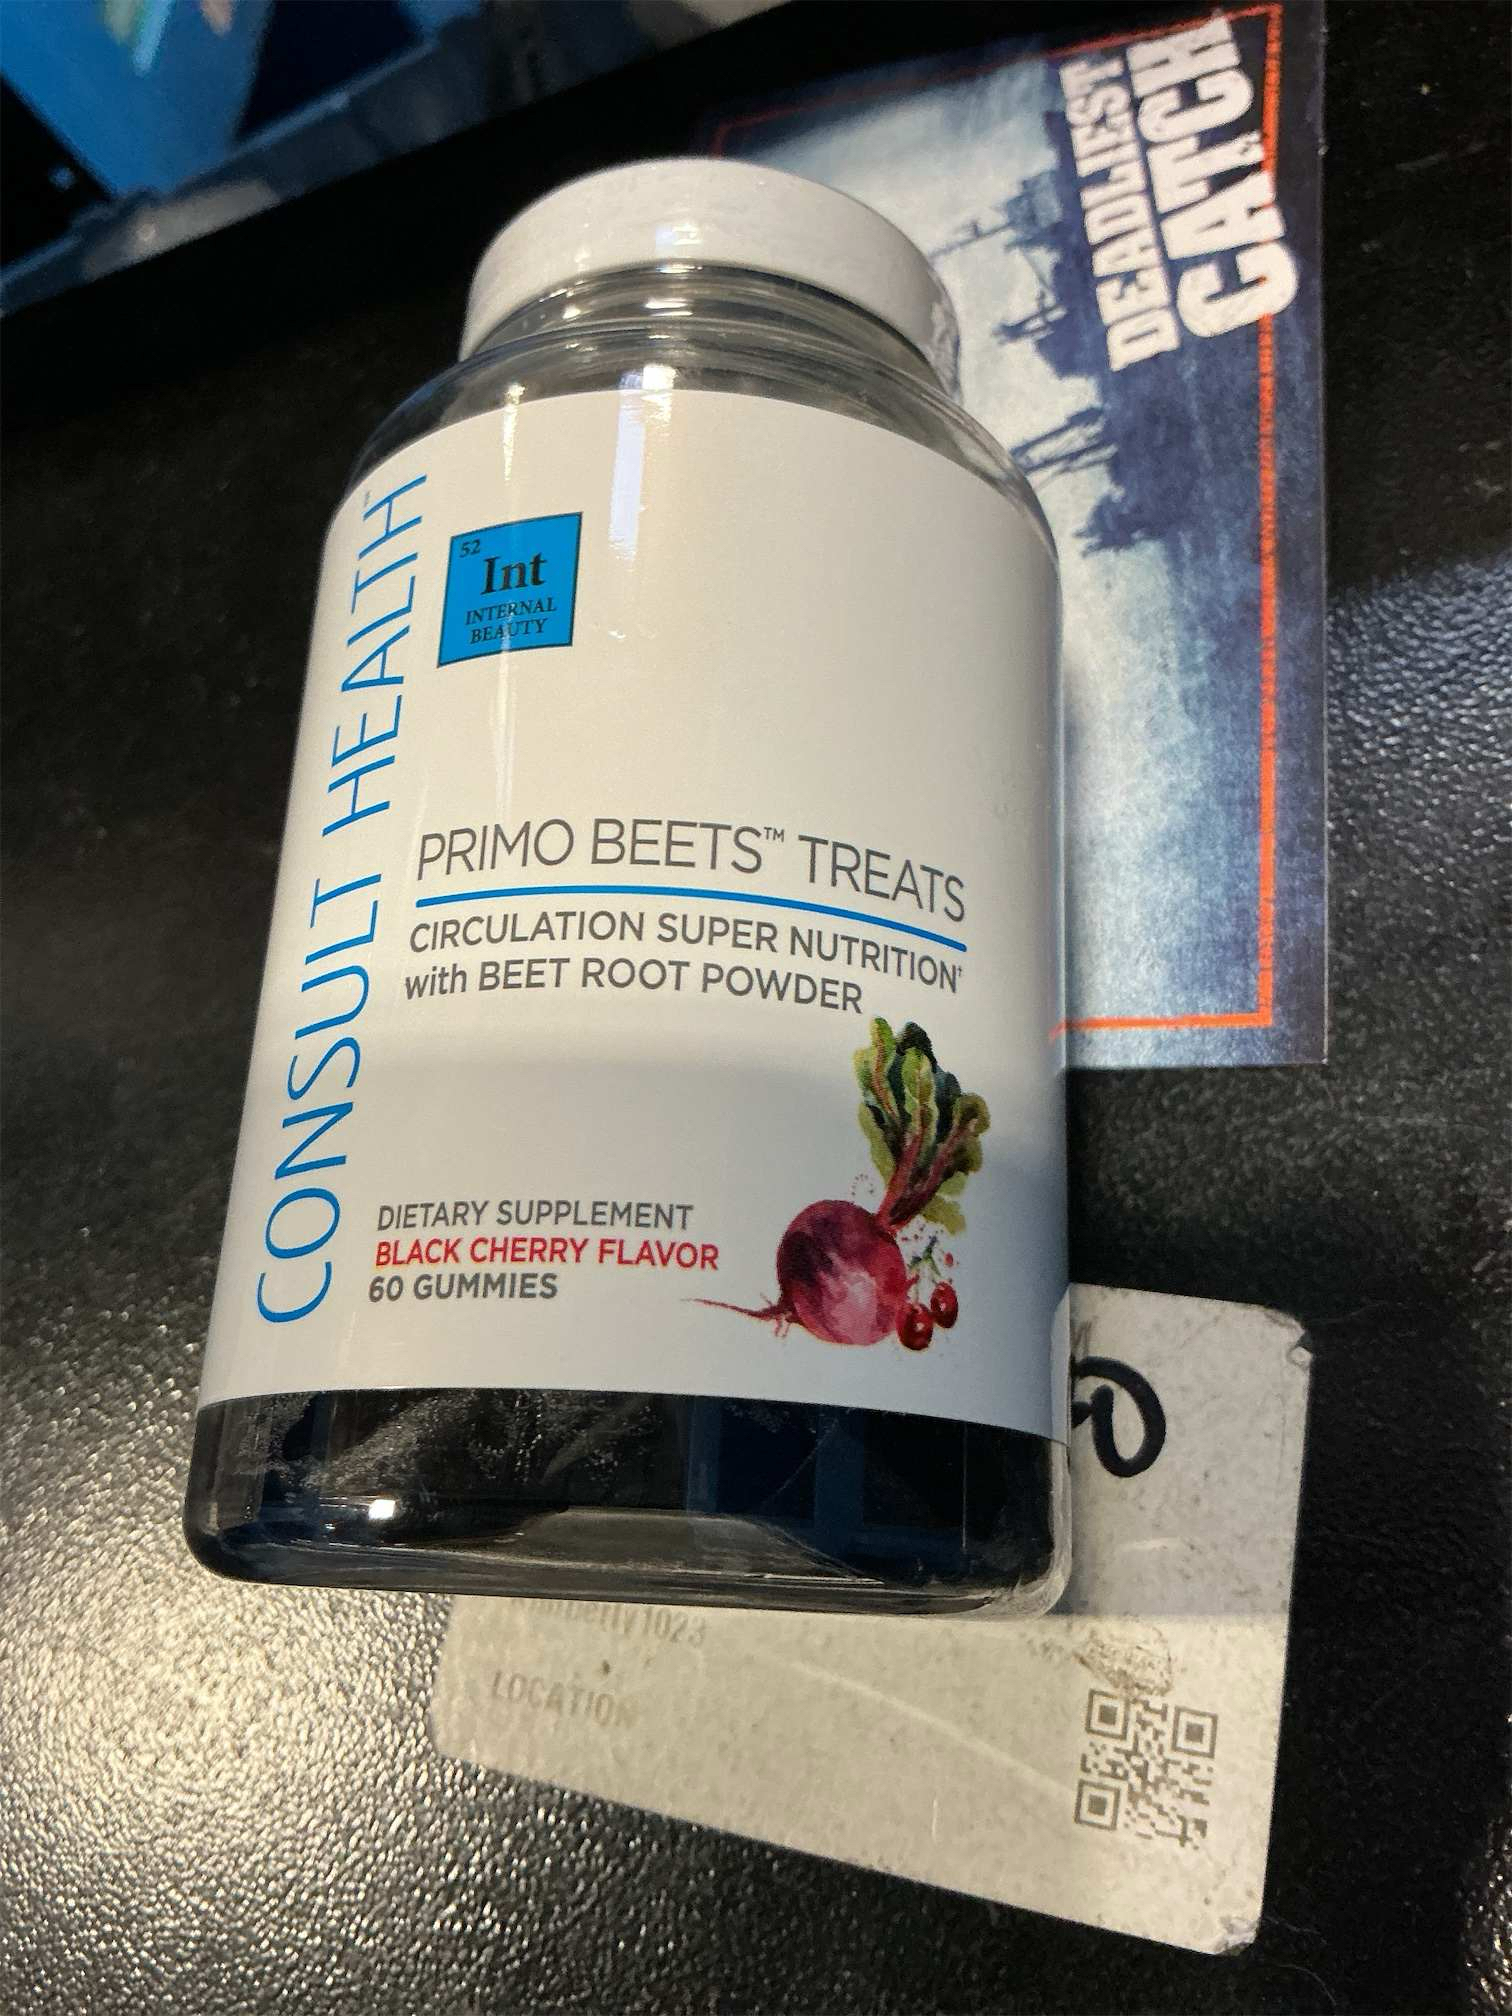 DEADLIEST
CATCH
CONSULT HEALTH™
52
Int
INTERNAL
BEAUTY
PRIMO BEETS™ TREATS
CIRCULATION SUPER NUTRITION†
with BEET ROOT POWDER
DIETARY SUPPLEMENT
BLACK CHERRY FLAVOR
60 GUMMIES
LOCATION